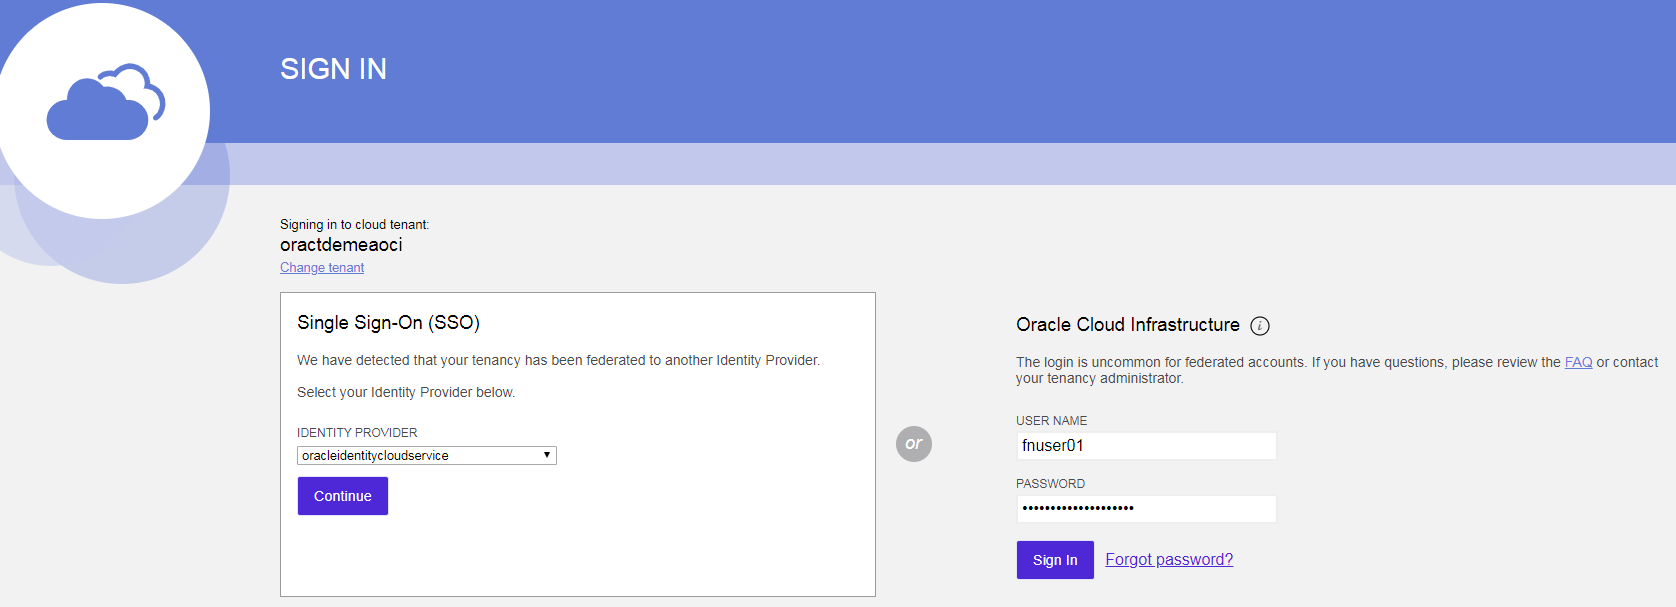 SIGN IN
Signing in to cloud tenant:
oractdemeaoci
Change tenant
Single Sign-On (SSO)
We have detected that your tenancy has been federated to another Identity Provider.
Select your Identity Provider below.
IDENTITY PROVIDER
oracleidentitycloudservice
Continue
or
Oracle Cloud Infrastructure i
The login is uncommon for federated accounts. If you have questions, please review the FAQ or contact
your tenancy administrator.
USER NAME
fnuser01
PASSWORD
••••••••••••••••••••
Sign In Forgot password?